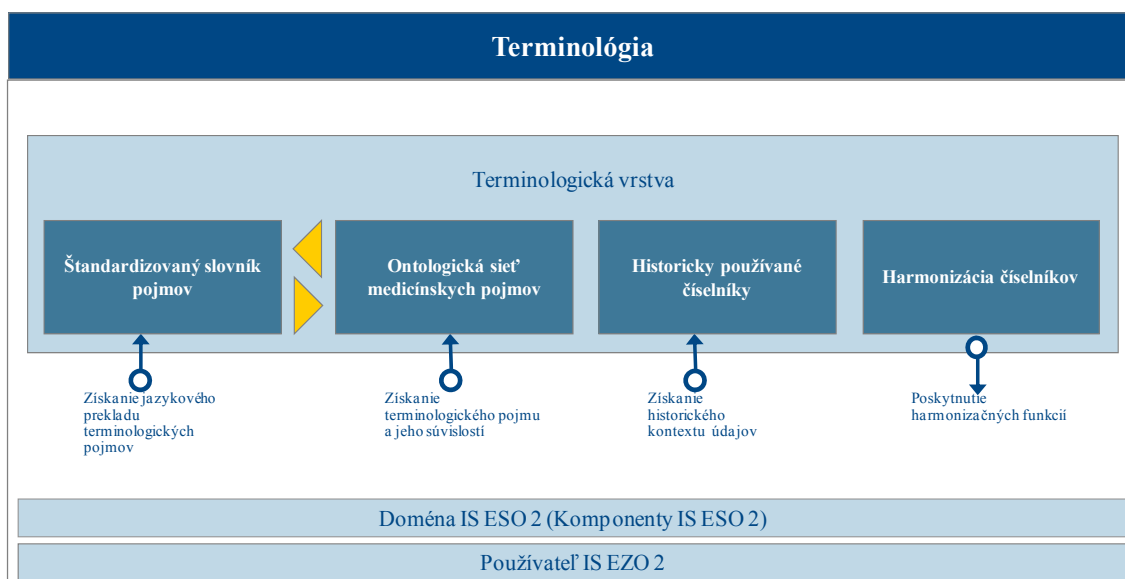 Terminológia
Terminologická vrstva
Štandardizovaný slovník
pojmov
Ontologická sieť
medicínskych pojmov
Historicky používané
číselníky
Harmonizácia číselníkov
Získanie jazykového
prekladu
terminologických
pojmov
Získanie
terminologického pojmu
a jeho súvislostí
Získanie
historického
kontextu údajov
Poskytnutie
harmonizačných funkcií
Doména IS ESO 2 (Komponenty IS ESO 2)
Používateľ IS EZO 2